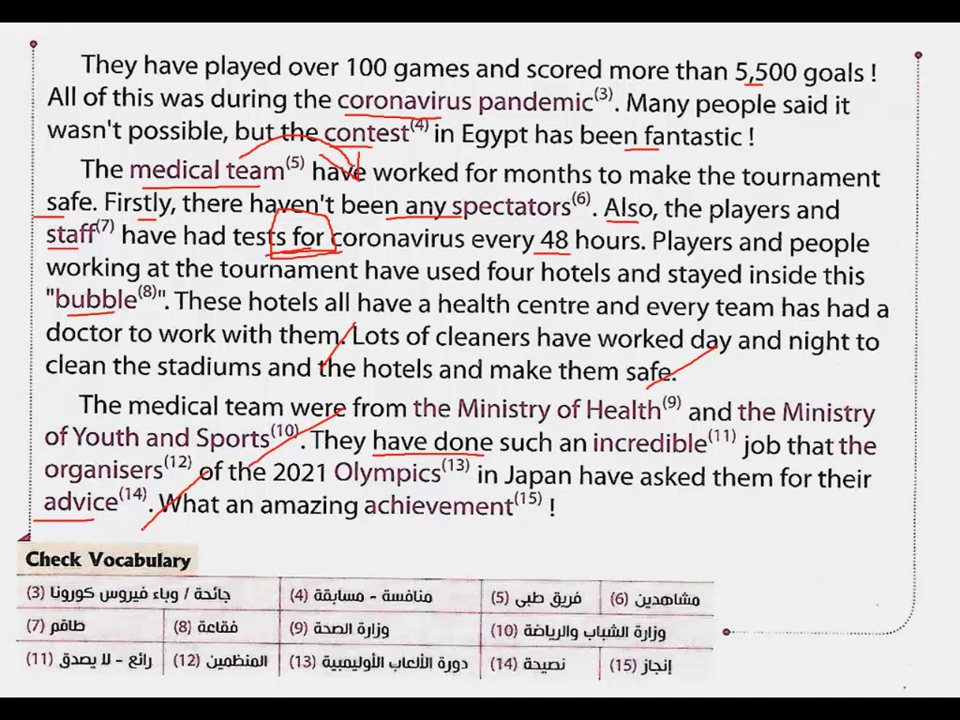 They have played over 100 games and scored more than 5,500 goals !
All of this was during the coronavirus pandemic(3). Many people said it
wasn't possible, but the contest(4) in Egypt has been fantastic !
The medical team(5) have worked for months to make the tournament
safe. Firstly, there haven't been any spectators(6). Also, the players and
staff(7) have had tests for coronavirus every 48 hours. Players and people
working at the tournament have used four hotels and stayed inside this
"bubble(8)". These hotels all have a health centre and every team has had a
doctor to work with them. Lots of cleaners have worked day and night to
clean the stadiums and the hotels and make them safe.
The medical team were from the Ministry of Health(9) and the Ministry
of Youth and Sports(10). They have done such an incredible(11) job that the
organisers(12) of the 2021 Olympics(13) in Japan have asked them for their
advice(14). What an amazing achievement(15) !
Check Vocabulary
(3) جائحة / وباء فيروس كورونا (4) منافسة - مسابقة (5) فريق طبى (6) مشاهدين
(7) طاقم (8) فقاعة (9) وزارة الصحة (10) وزارة الشباب والرياضة
(11) رائع - لا يصدق (12) المنظمين (13) دورة الألعاب الأوليمبية (14) نصيحة (15) إنجاز